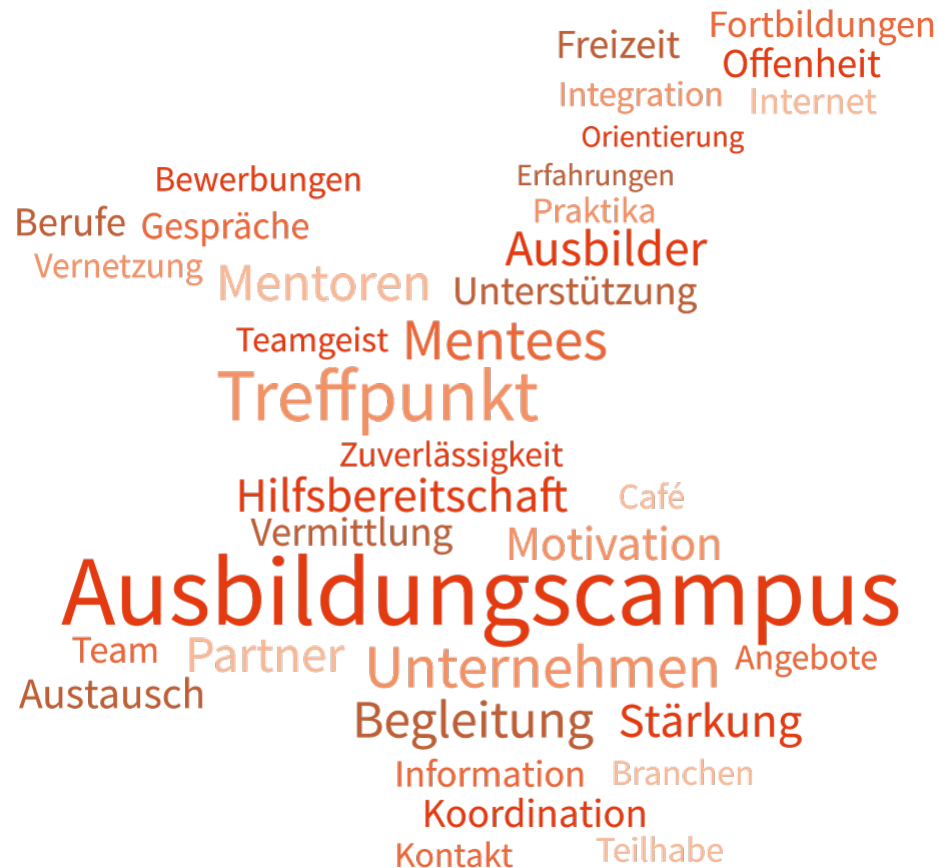 Fortbildungen
Freizeit
Offenheit
Integration Internet
Orientierung
Bewerbungen Erfahrungen
Berufe Gespräche Praktika
Ausbilder
Vernetzung Mentoren Unterstützung
Teamgeist Mentees
Treffpunkt
Zuverlässigkeit
Hilfsbereitschaft Café
Vermittlung Motivation
Ausbildungscampus
Team Partner Unternehmen Angebote
Austausch Begleitung Stärkung
Information Branchen
Koordination
Kontakt Teilhabe